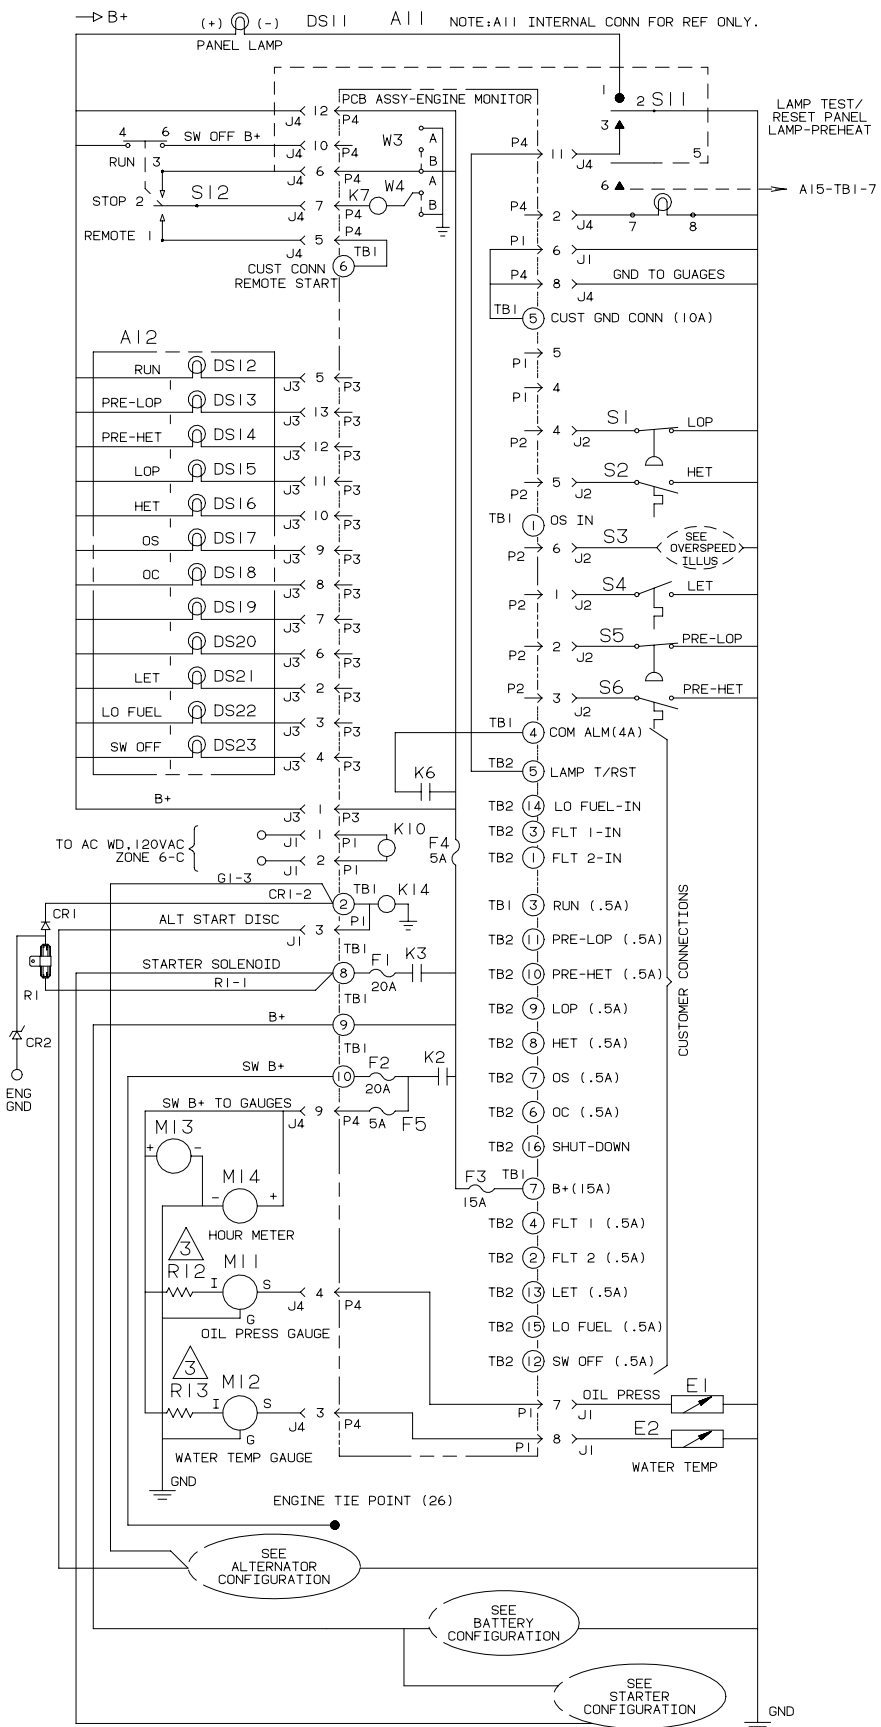 B+
(+) (-) DS11 A11 NOTE:A11 INTERNAL CONN FOR REF ONLY.
PANEL LAMP
PCB ASSY-ENGINE MONITOR
1
2 S11
3
5
6
LAMP TEST/
RESET PANEL
LAMP-PREHEAT
A15-TB1-7
J4 12 P4
4 6 SW OFF B+ J4 10 P4
RUN 3 J4 6 P4
STOP 2 S12 J4 7 P4 K7 W4 A B
W3 A B
REMOTE 1 J4 5 P4 TB1
CUST CONN 6
REMOTE START
P4 11 J4
P4 2 J4 7 8
P1 6 J1
P4 8 J4 GND TO GUAGES
TB1 5 CUST GND CONN (10A)
P1 5
P1 4
A12
RUN DS12 J3 5 P3
PRE-LOP DS13 J3 13 P3
PRE-HET DS14 J3 12 P3
LOP DS15 J3 11 P3
HET DS16 J3 10 P3
OS DS17 J3 9 P3
OC DS18 J3 8 P3
DS19 J3 7 P3
DS20 J3 6 P3
LET DS21 J3 2 P3
LO FUEL DS22 J3 3 P3
SW OFF DS23 J3 4 P3
B+ J3 1 P3
P2 4 J2 S1 LOP
P2 5 J2 S2 HET
TB1 1 OS IN
P2 6 J2 S3 SEE
OVERSPEED
ILLUS
P2 1 J2 S4 LET
P2 2 J2 S5 PRE-LOP
P2 3 J2 S6 PRE-HET
TB1 4 COM ALM(4A)
K6
TB2 5 LAMP T/RST
TB2 14 LO FUEL-IN
TB2 3 FLT 1-IN
TB2 1 FLT 2-IN
TB1 3 RUN (.5A)
TB2 11 PRE-LOP (.5A)
TB2 10 PRE-HET (.5A)
TB2 9 LOP (.5A)
TB2 8 HET (.5A)
TB2 7 OS (.5A)
TB2 6 OC (.5A)
TB2 16 SHUT-DOWN
TB1 7 B+(15A)
TB2 4 FLT 1 (.5A)
TB2 2 FLT 2 (.5A)
TB2 13 LET (.5A)
TB2 15 LO FUEL (.5A)
TB2 12 SW OFF (.5A)
CUSTOMER CONNECTIONS
TO AC WD,120VAC
ZONE 6-C
J1 1 P1 K10
J1 2 P1
F4
5A
G1-3
CR1-2 2 TB1 K14
CR1
ALT START DISC J1 3 P1
STARTER SOLENOID 8 TB1 F1 20A K3
R1 R1-1
CR2
ENG
GND
B+ 9 TB1
SW B+ 10 TB1 F2 20A K2
SW B+ TO GAUGES J4 9 P4 5A F5
F3
15A
M13
+ -
M14
- +
HOUR METER
3
R12 I M11 S J4 4 P4
G
OIL PRESS GAUGE
3
R13 I M12 S J4 3 P4
G
WATER TEMP GAUGE
GND
P1 7 J1 OIL PRESS E1
P1 8 J1 E2
WATER TEMP
ENGINE TIE POINT (26)
SEE
ALTERNATOR
CONFIGURATION
SEE
BATTERY
CONFIGURATION
SEE
STARTER
CONFIGURATION
GND